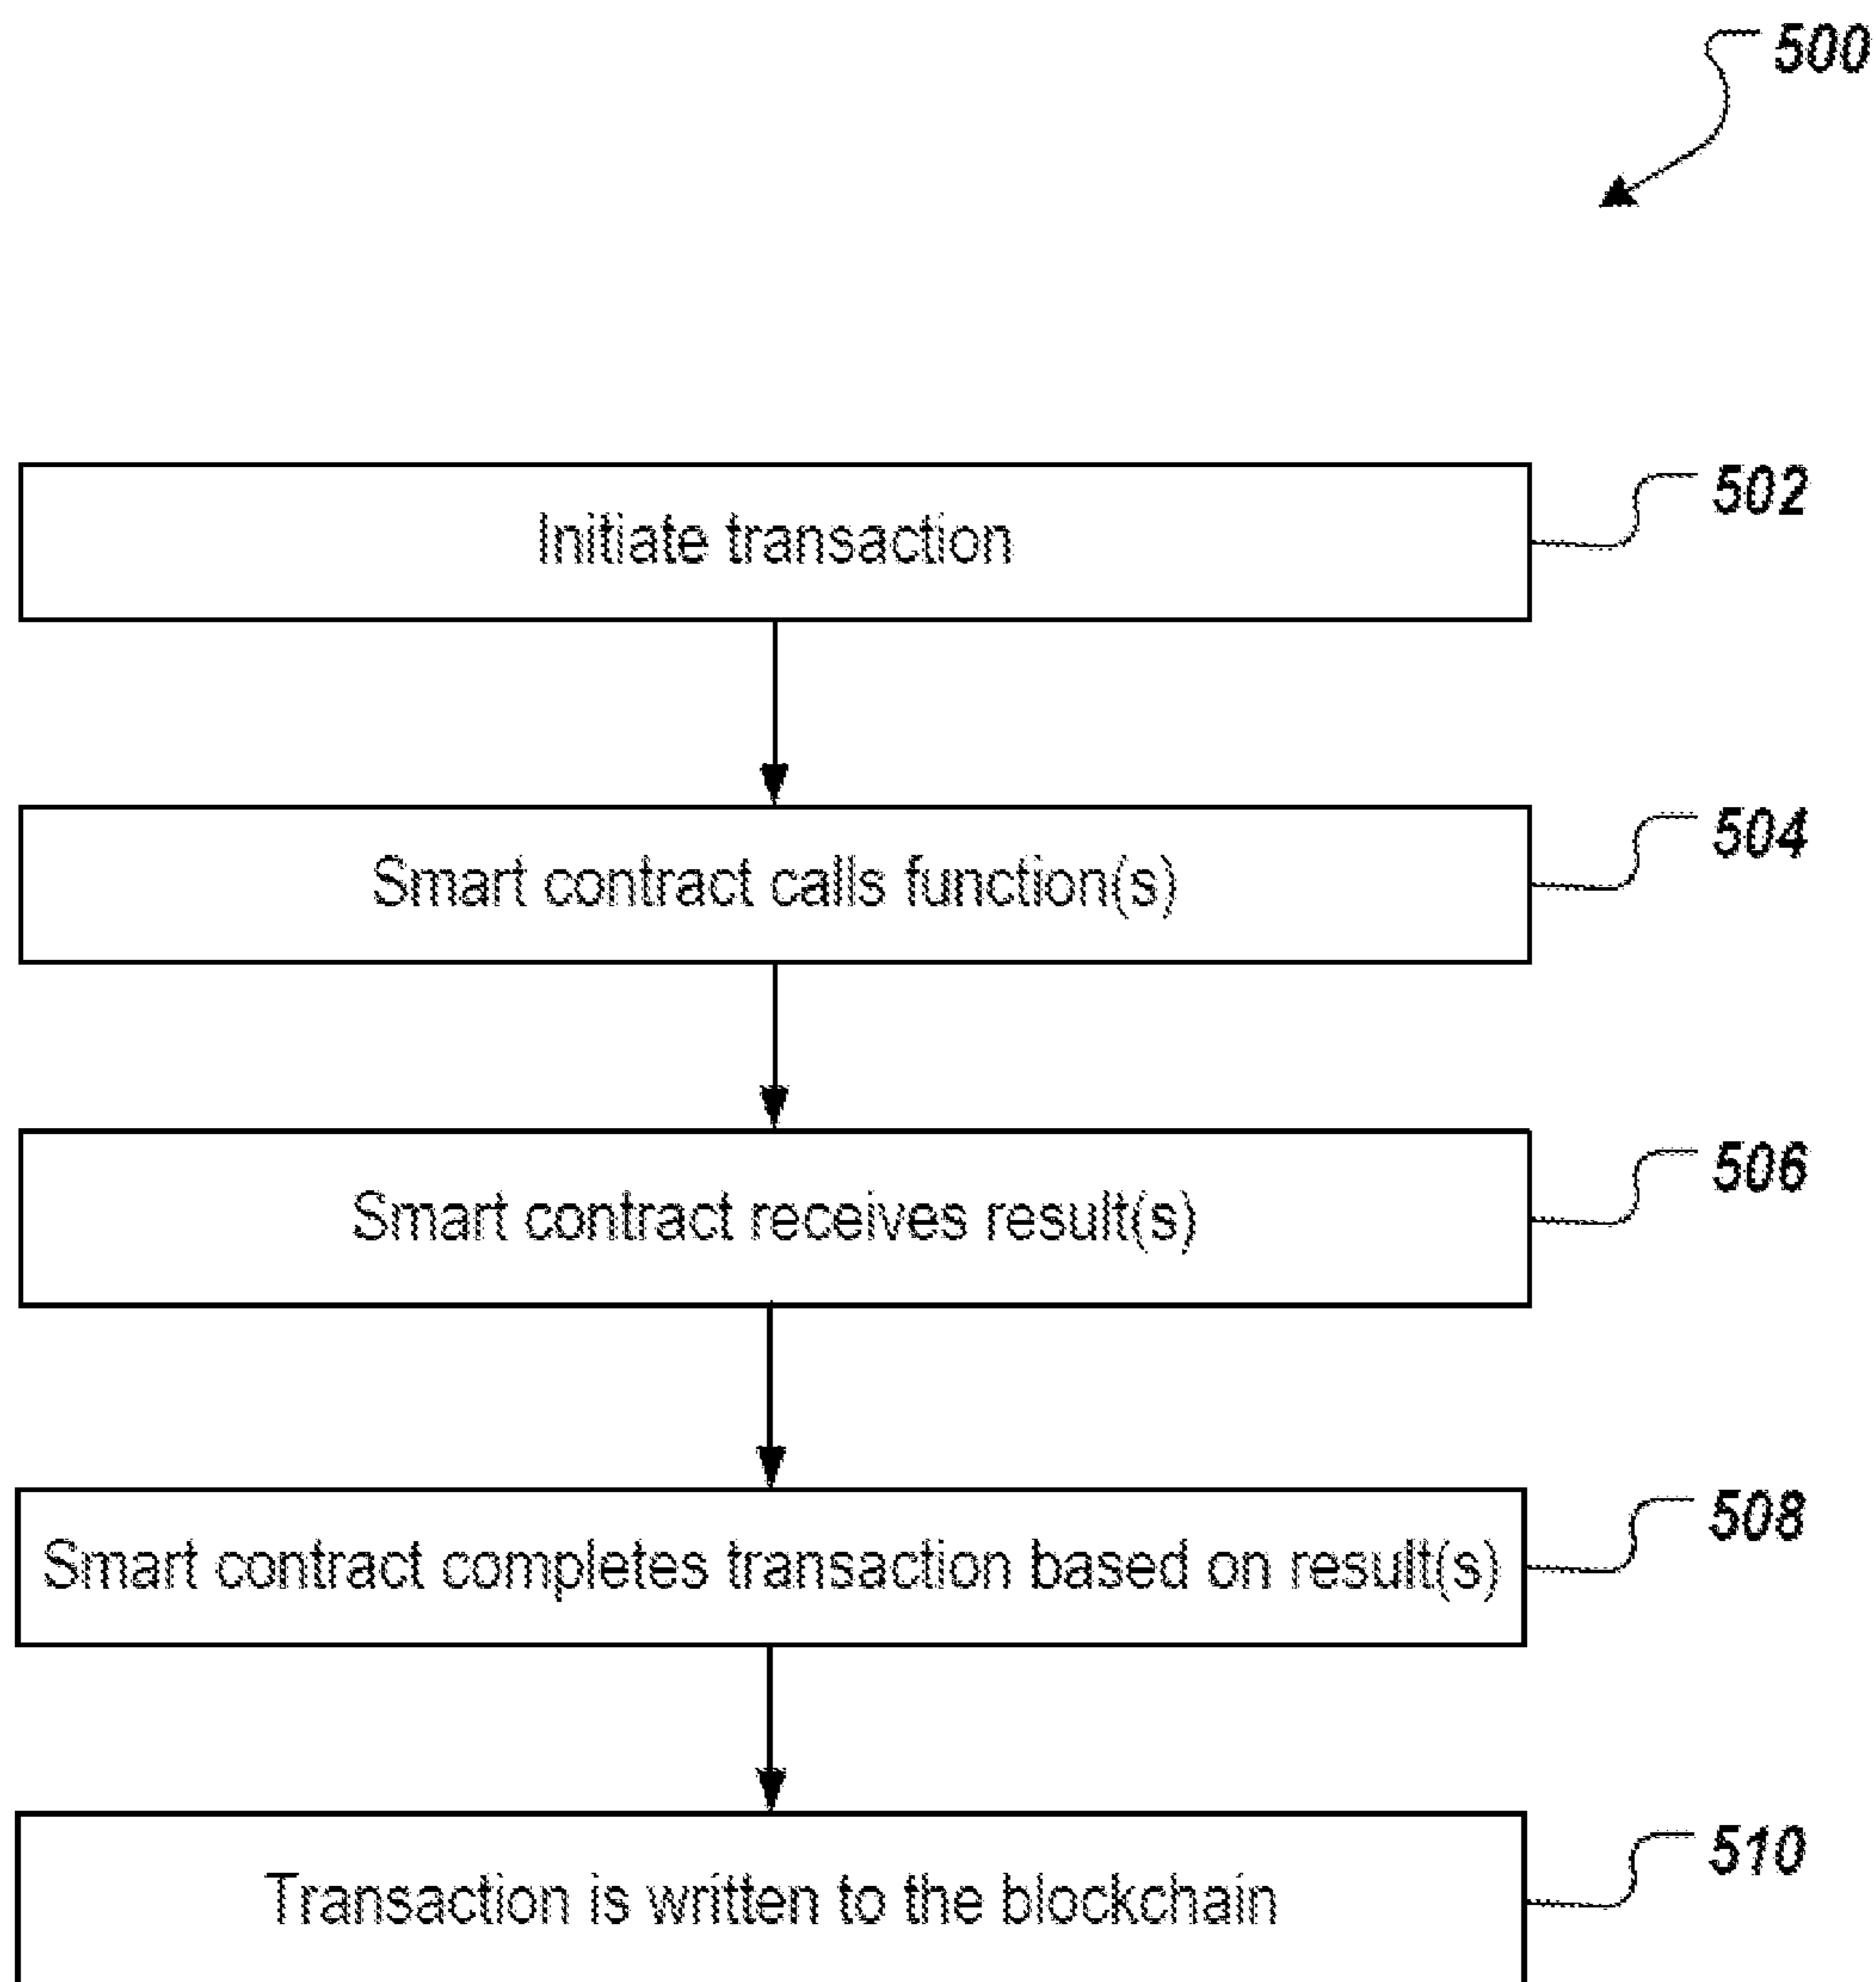 500
Initiate transaction
502
Smart contract calls function(s)
504
Smart contract receives result(s)
506
Smart contract completes transaction based on result(s)
508
Transaction is written to the blockchain
510